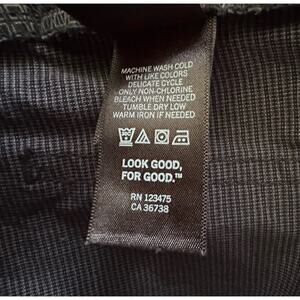 MACHINE WASH COLD
WITH LIKE COLORS
DELICATE CYCLE
ONLY NON-CHLORINE
BLEACH WHEN NEEDED
TUMBLE DRY LOW
WARM IRON IF NEEDED
LOOK GOOD,
FOR GOOD.™
RN 123475
CA 36738